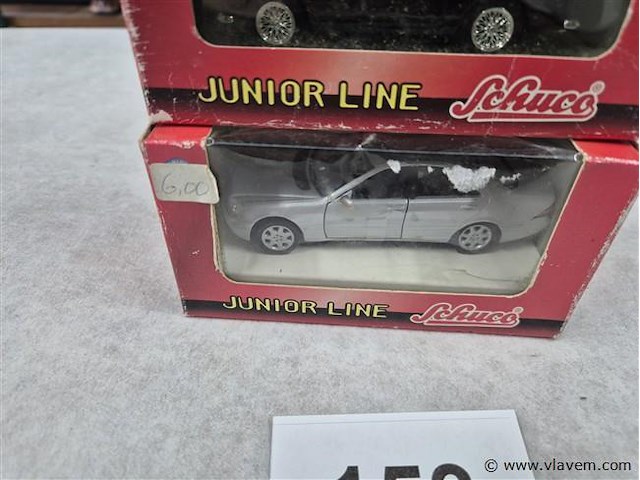 JUNIOR LINE Schuco®
6,00
JUNIOR LINE Schuco
© www.vlavem.com